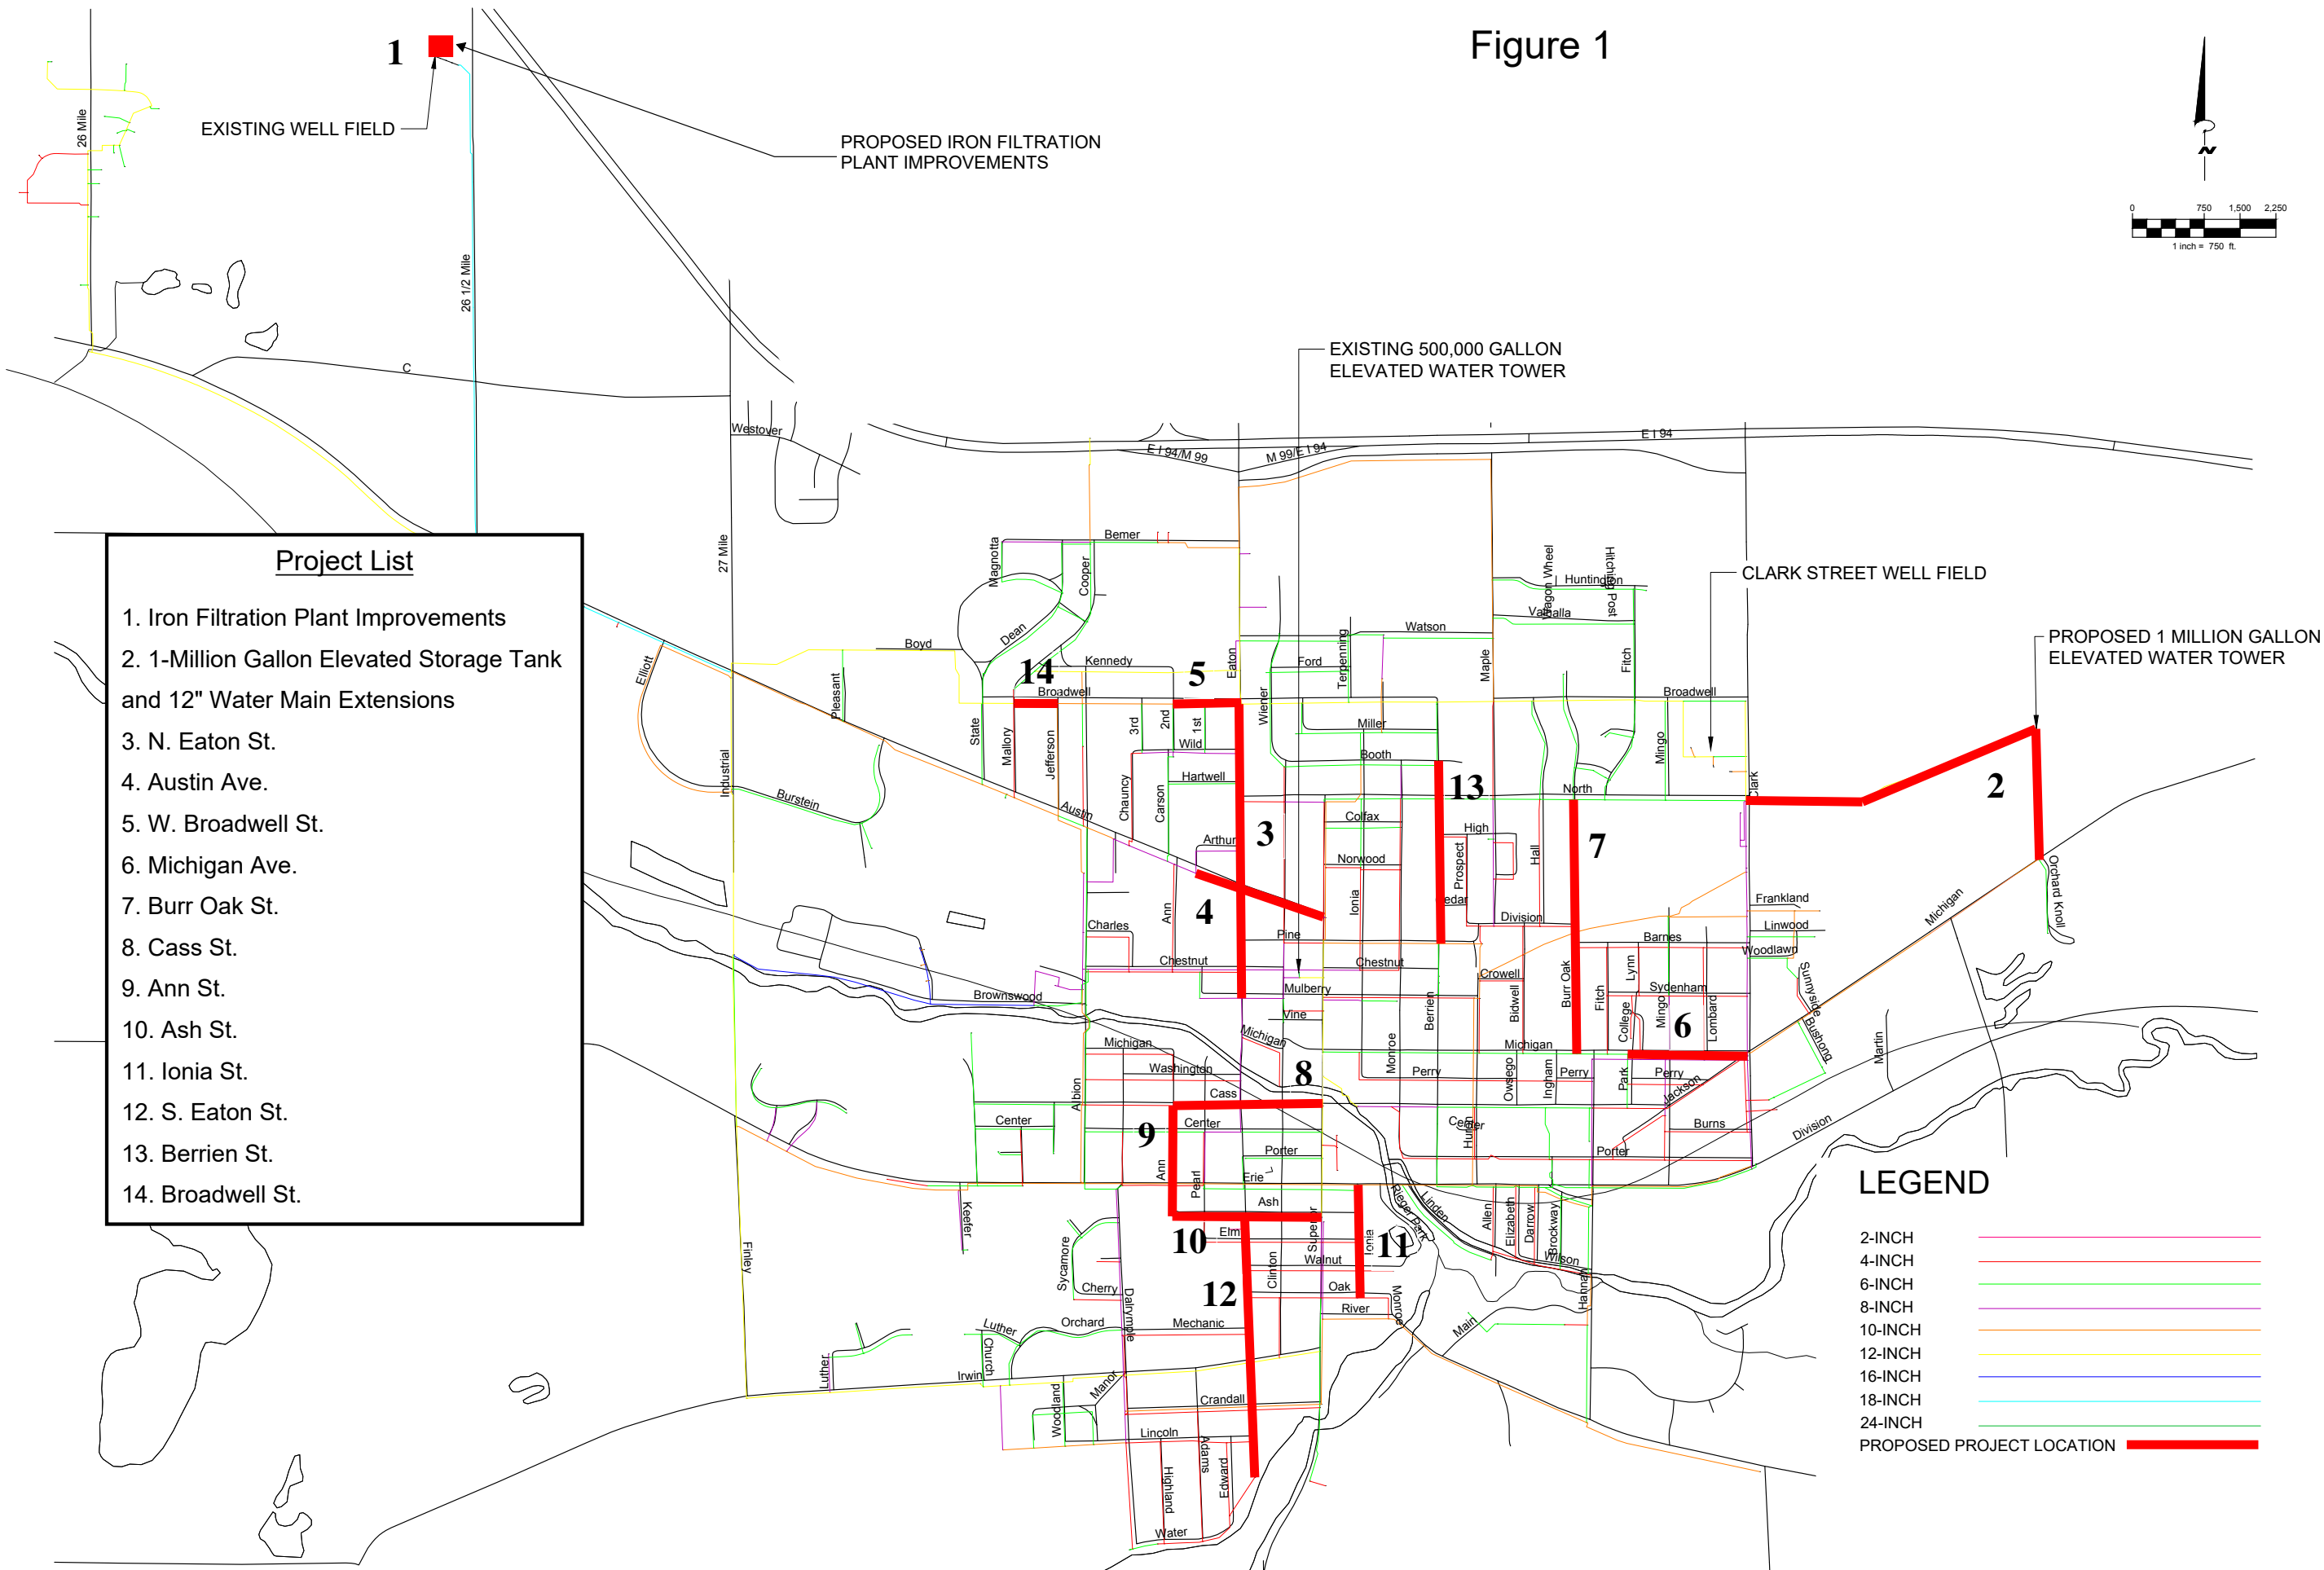 Figure 1
1
EXISTING WELL FIELD
PROPOSED IRON FILTRATION
PLANT IMPROVEMENTS
26 Mile
26 1/2 Mile
N
0 750 1,500 2,250
1 inch = 750 ft.
C
EXISTING 500,000 GALLON
ELEVATED WATER TOWER
Westover
E I 94/M 99
M 99/E I 94
E I 94
27 Mile
CLARK STREET WELL FIELD
PROPOSED 1 MILLION GALLON
ELEVATED WATER TOWER
Project List
1. Iron Filtration Plant Improvements
2. 1-Million Gallon Elevated Storage Tank
and 12" Water Main Extensions
3. N. Eaton St.
4. Austin Ave.
5. W. Broadwell St.
6. Michigan Ave.
7. Burr Oak St.
8. Cass St.
9. Ann St.
10. Ash St.
11. Ionia St.
12. S. Eaton St.
13. Berrien St.
14. Broadwell St.
Magnotta
Bemer
Cooper
Dean
Boyd
Kennedy
Elliott
Pleasant
State
14
Broadwell
5
Eaton
Wiener
Ford
Terpenning
Watson
Maple
Wagon Wheel
Huntington
Hitching Post
Valhalla
Fitch
Broadwell
Mallory
Jefferson
3rd
2nd
1st
Wild
Miller
Booth
Mingo
Clark
2
Industrial
Burstein
Austin
Chauncy
Carson
Hartwell
Arthur
3
13
North
Colfax
High
Hall
7
Norwood
Prospect
Cedar
Ionia
4
Ann
Charles
Pine
Division
Frankland
Linwood
Barnes
Woodlawn
Michigan
Orchard Knoll
Chestnut
Chestnut
Crowell
Lynn
Sunnyside
Brownswood
Mulberry
Vine
Berrien
Bidwell
Burr Oak
Fitch
Sydenham
College
Mingo
6
Lombard
Bushong
Martin
Michigan
Michigan
Michigan
Washington
8
Monroe
Perry
Owsego
Ingham
Perry
Park
Perry
Jackson
Albion
Cass
Center
9
Center
Center
Huron
Burns
Division
Porter
Porter
Ann
Pearl
Erie
Ash
Rieger Park
Linden
Allen
Elizabeth
Darrow
Brockway
Keefer
10
Elm
Superior
Ionia
11
Walnut
Wilson
Sycamore
Clinton
Cherry
12
Oak
Monroe
Hannah
Finley
Dalrymple
River
Main
Luther
Orchard
Mechanic
Church
Luther
Irwin
Manor
Woodland
Crandall
Lincoln
Highland
Adams
Edward
Water
LEGEND
2-INCH
4-INCH
6-INCH
8-INCH
10-INCH
12-INCH
16-INCH
18-INCH
24-INCH
PROPOSED PROJECT LOCATION